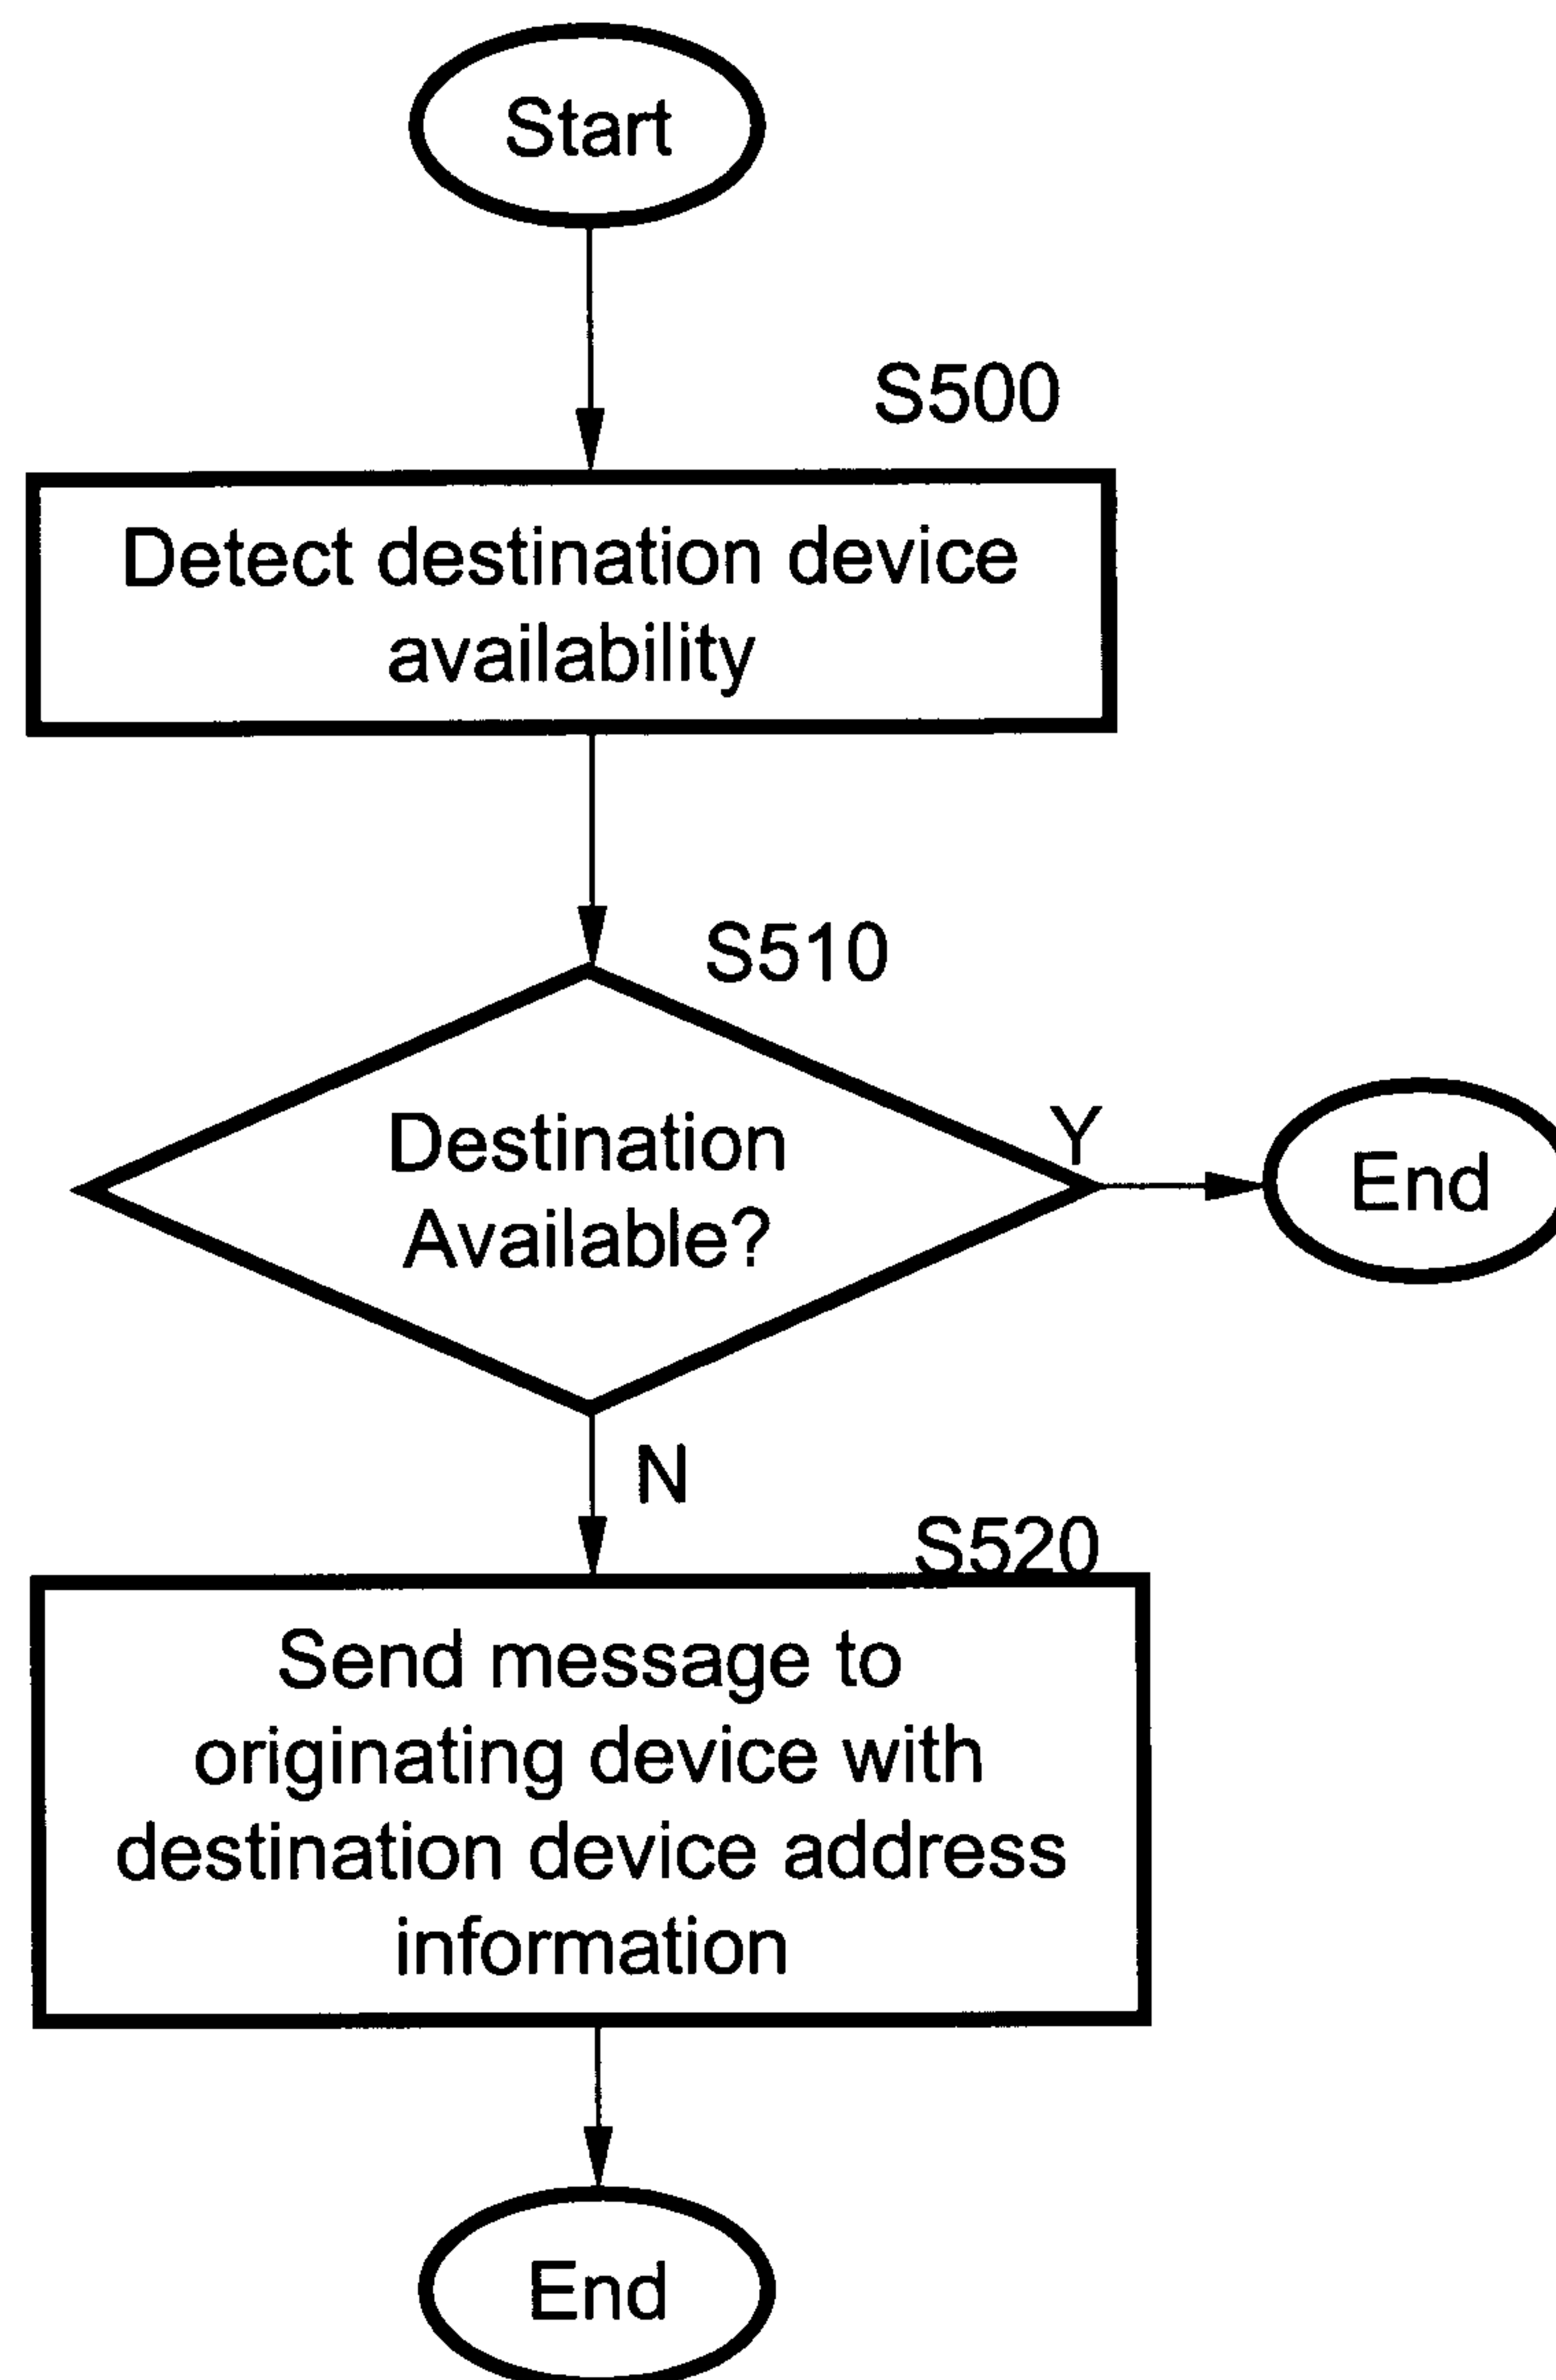 Start
S500
Detect destination device
availability
S510
Destination
Available?
Y
End
N
S520
Send message to
originating device with
destination device address
information
End